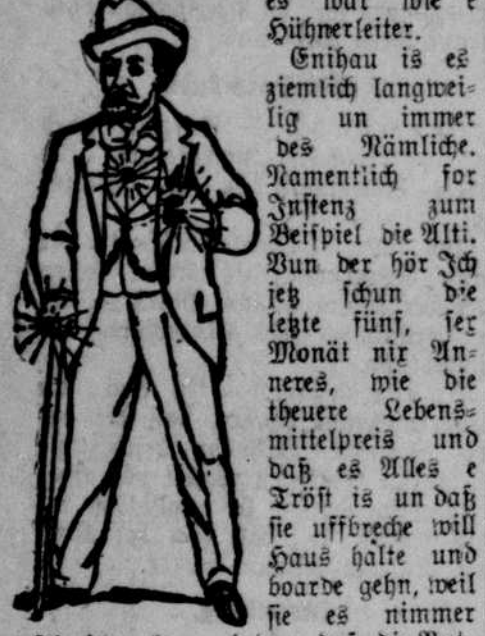 es war wie e
Hühnerleiter.
Enihau is es
ziemlich langwei-
lig un immer
des Nämliche.
Namentlich for
Instenz zum
Beispiel die Alti.
Vun der hör Ich
jetz schun die
letzte fünf, sex
Monät nix An-
neres, wie die
theuere Lebens-
mittelpreis und
daß es Alles e
Tröst is un daß
sie uffbreche will
Haus halte und
boarde gehn, weil
sie es nimmer